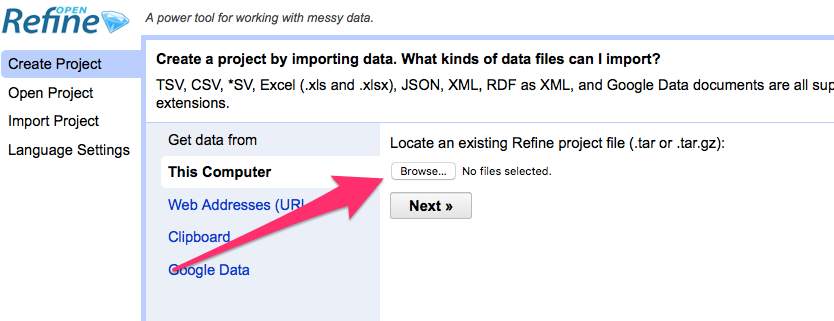 OPEN
Refine
A power tool for working with messy data.
Create Project
Open Project
Import Project
Language Settings
Create a project by importing data. What kinds of data files can I import?
TSV, CSV, *SV, Excel (.xls and .xlsx), JSON, XML, RDF as XML, and Google Data documents are all sup
extensions.
Get data from
This Computer
Web Addresses (URL
Clipboard
Google Data
Locate an existing Refine project file (.tar or .tar.gz):
Browse... No files selected.
Next »